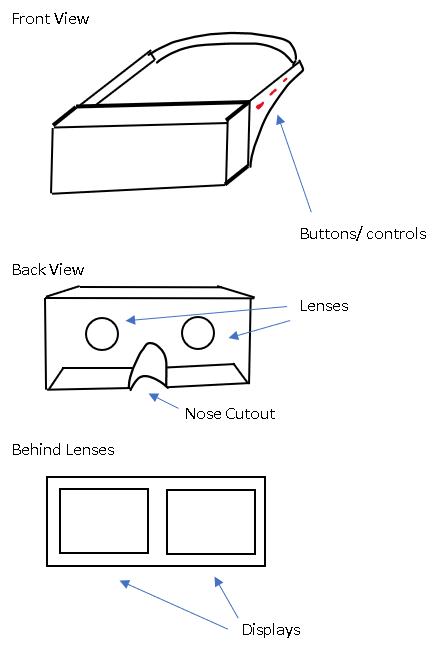 Front View
Buttons/ controls
Back View
Lenses
Nose Cutout
Behind Lenses
Displays